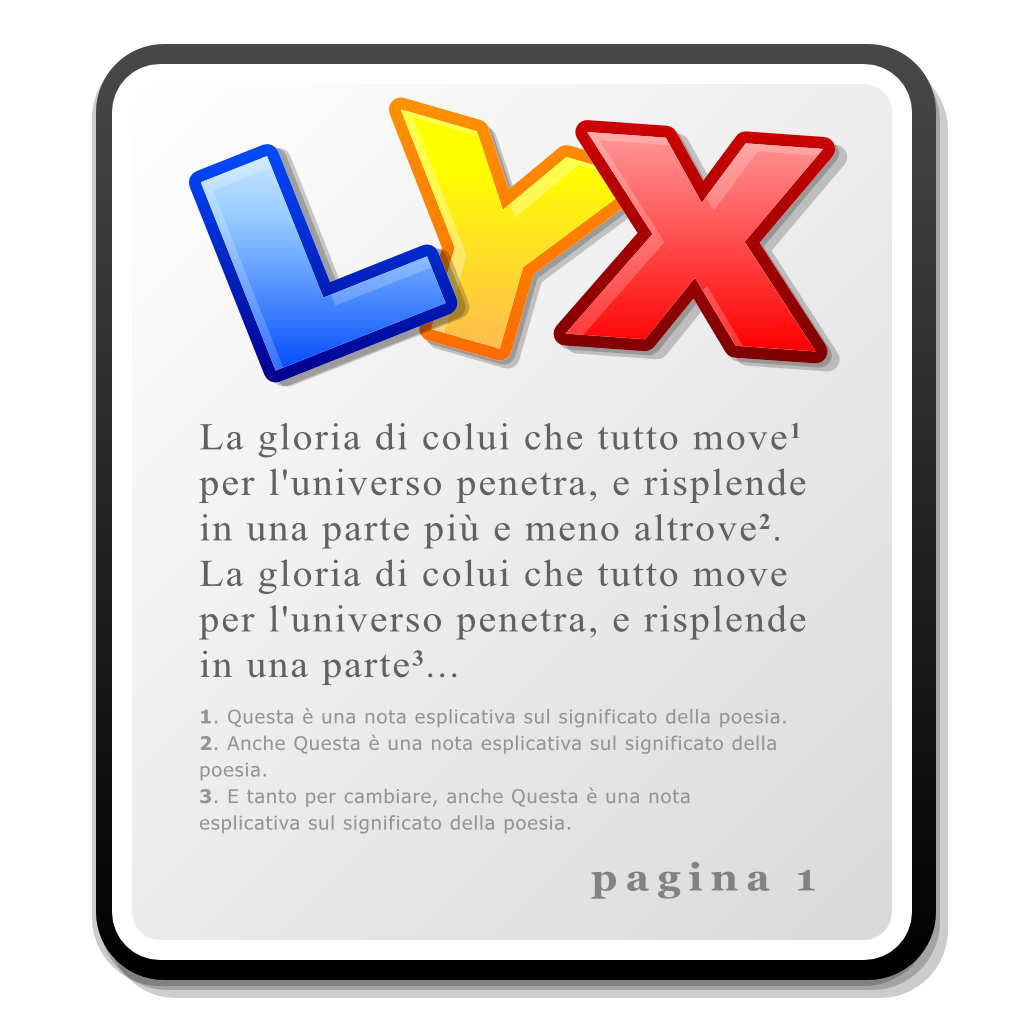 LYX
La gloria di colui che tutto move¹
per l'universo penetra, e risplende
in una parte più e meno altrove².
La gloria di colui che tutto move
per l'universo penetra, e risplende
in una parte³...
1. Questa è una nota esplicativa sul significato della poesia.
2. Anche Questa è una nota esplicativa sul significato della
poesia.
3. E tanto per cambiare, anche Questa è una nota
esplicativa sul significato della poesia.
pagina 1